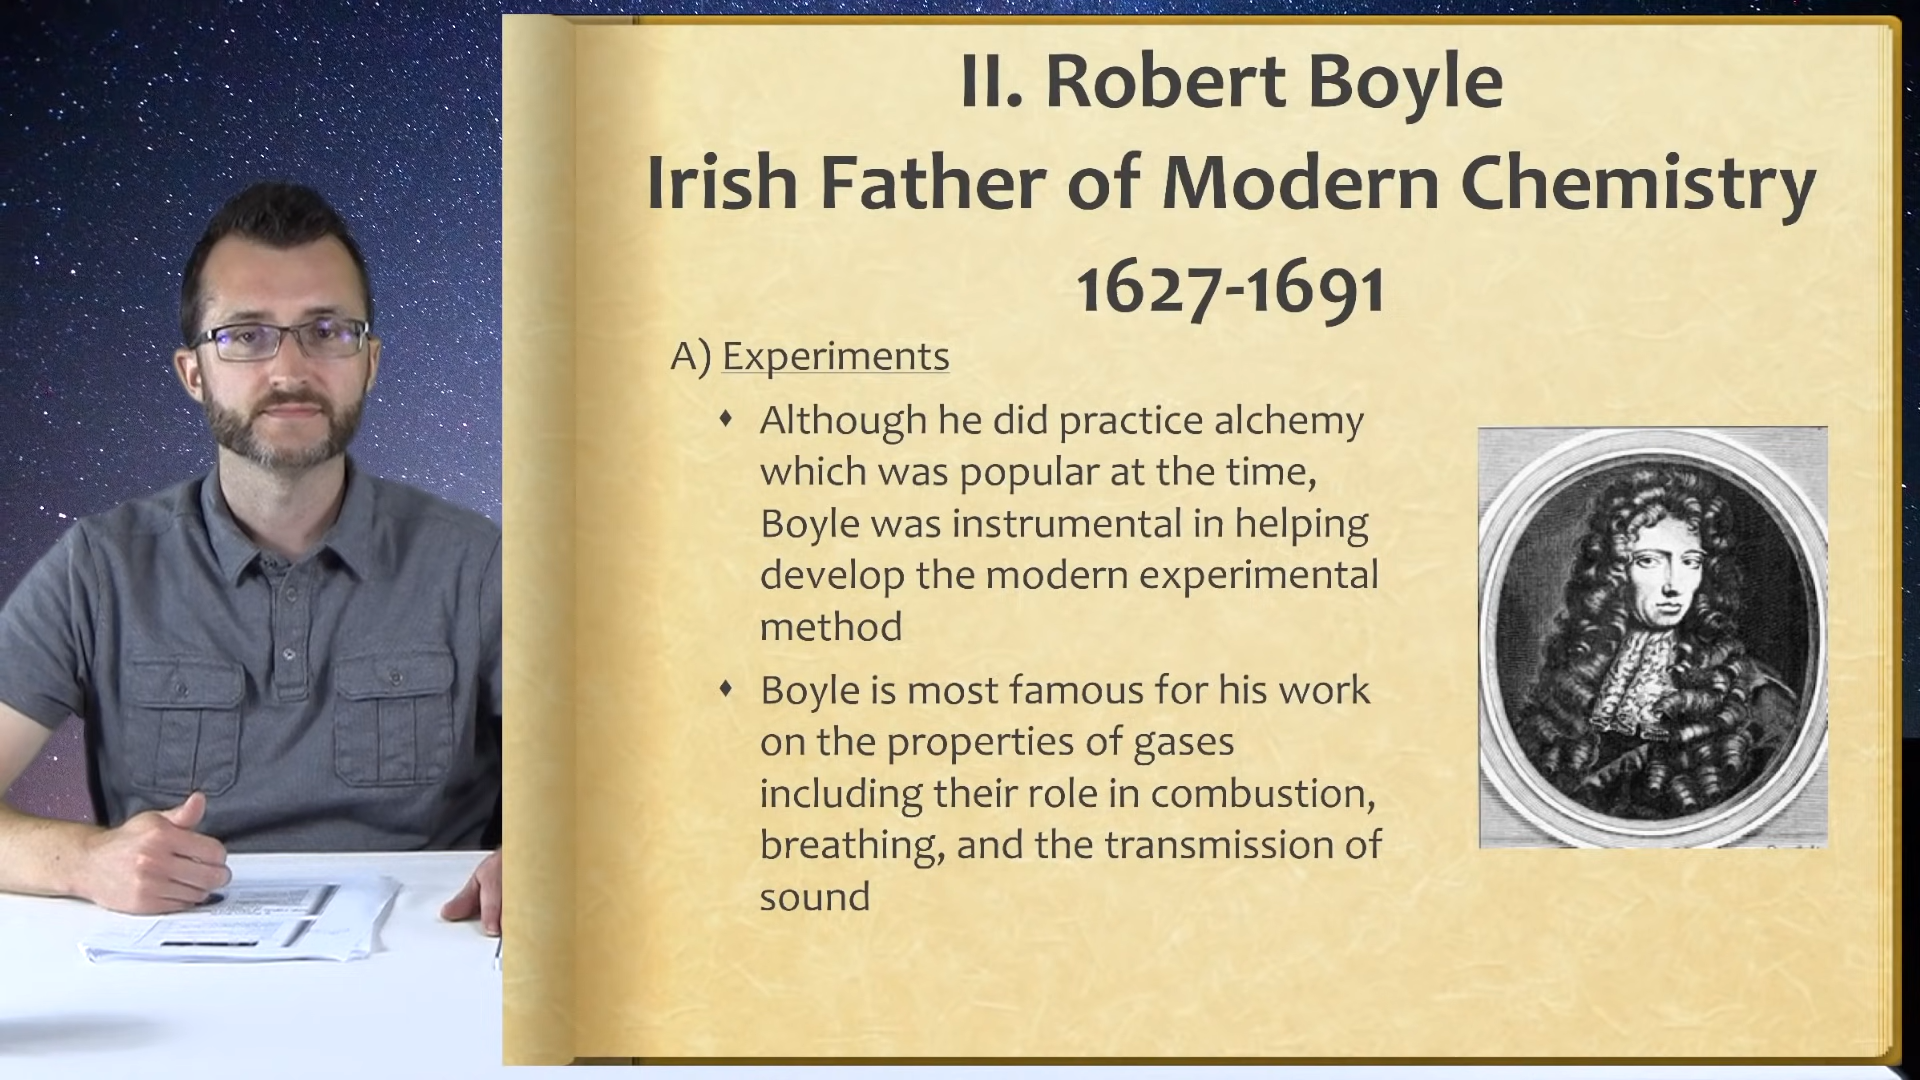 II. Robert Boyle
Irish Father of Modern Chemistry
1627-1691
A) Experiments
♦ Although he did practice alchemy
which was popular at the time,
Boyle was instrumental in helping
develop the modern experimental
method
♦ Boyle is most famous for his work
on the properties of gases
including their role in combustion,
breathing, and the transmission of
sound